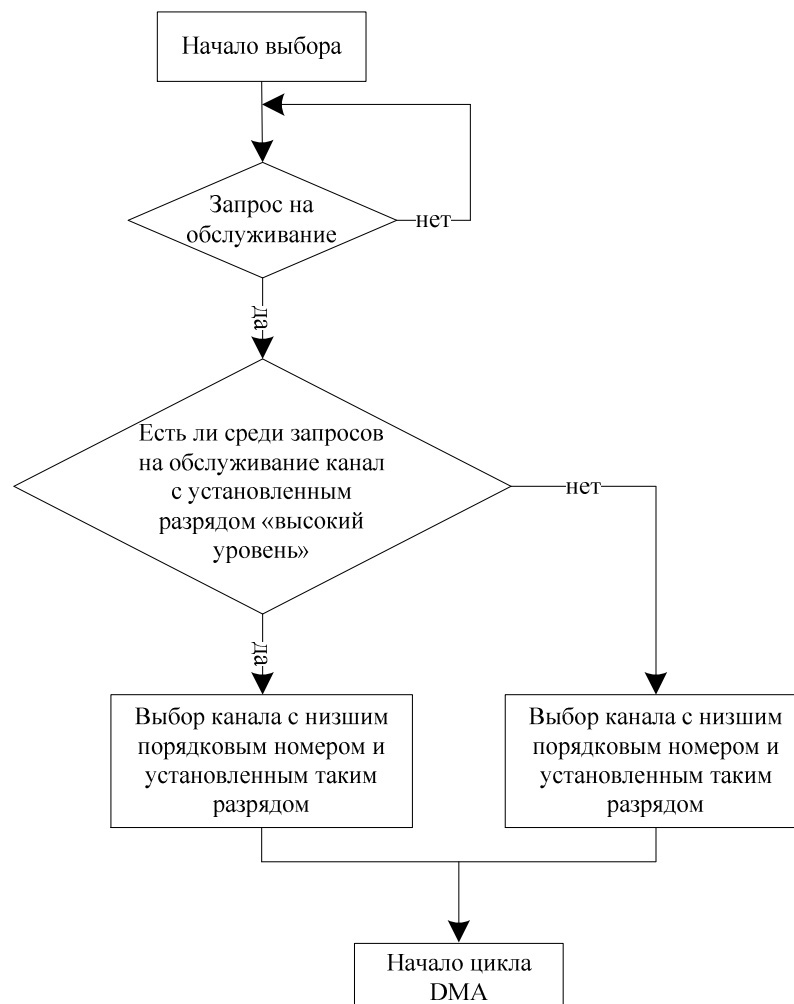 Начало выбора
Запрос на
обслуживание
нет
да
Есть ли среди запросов
на обслуживание канал
с установленным
разрядом «высокий
уровень»
нет
да
Выбор канала с низшим
порядковым номером и
установленным таким
разрядом
Выбор канала с низшим
порядковым номером и
установленным таким
разрядом
Начало цикла
DMA